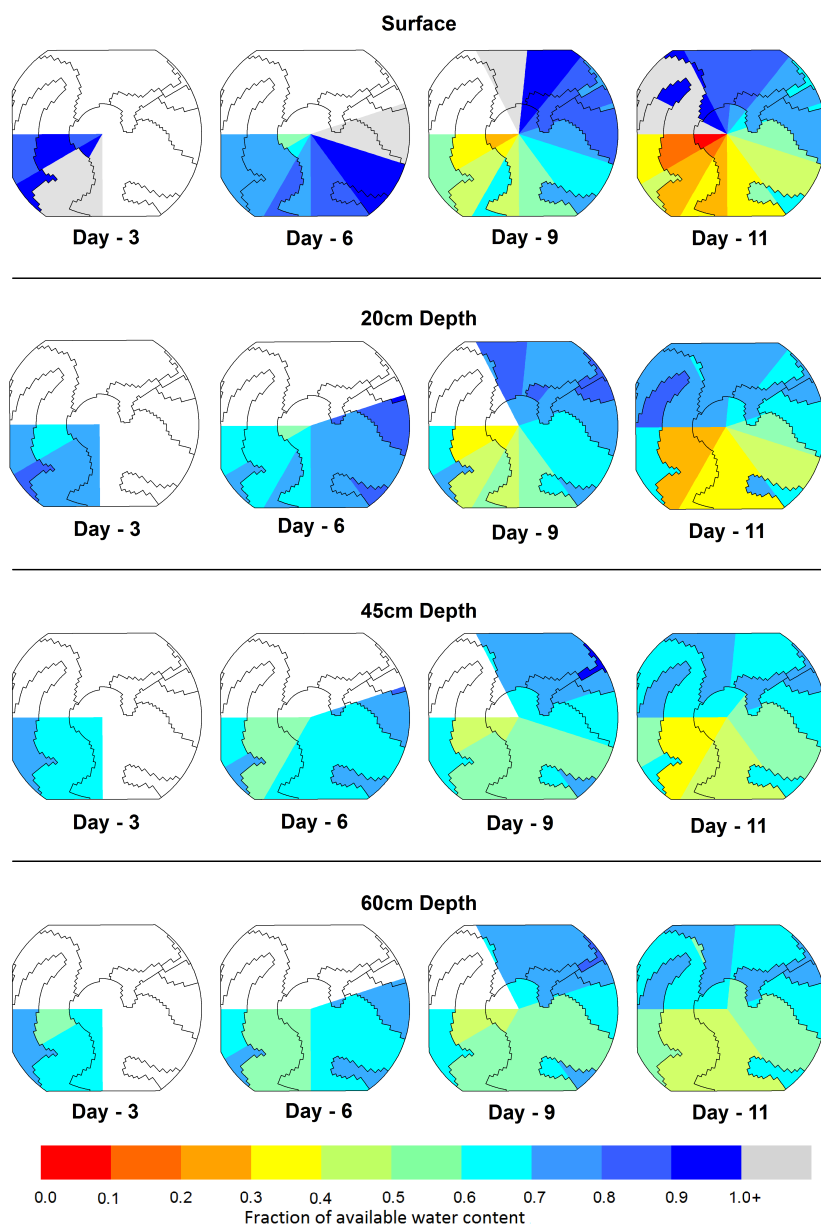 Surface
Day - 3
Day - 6
Day - 9
Day - 11
20cm Depth
Day - 3
Day - 6
Day - 9
Day - 11
45cm Depth
Day - 3
Day - 6
Day - 9
Day - 11
60cm Depth
Day - 3
Day - 6
Day - 9
Day - 11
0.0 0.1 0.2 0.3 0.4 0.5 0.6 0.7 0.8 0.9 1.0+
Fraction of available water content